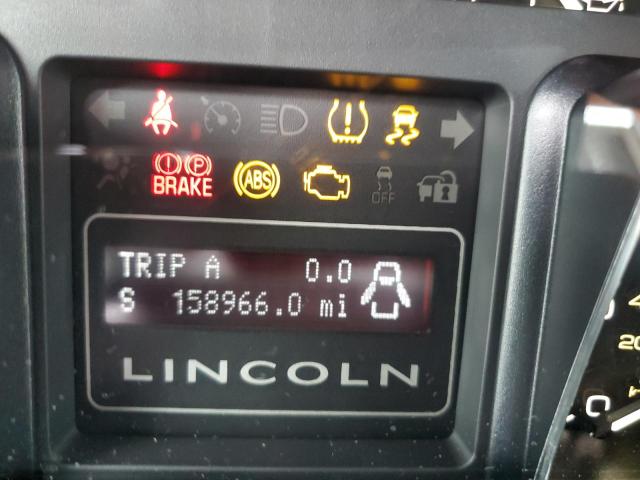 BRAKE ABS OFF
TRIP A 0.0
S 158966.0 mi
LINCOLN